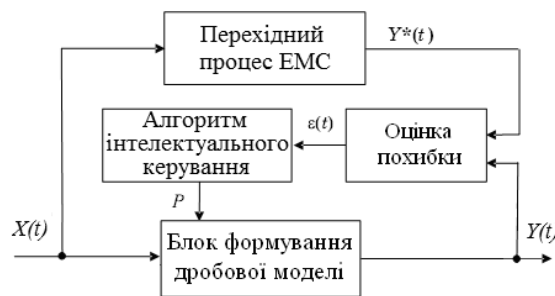 Перехідний
процес ЕМС
Y*(t)
Алгоритм
інтелектуального
керування
ε(t)
Оцінка
похибки
P
X(t)
Блок формування
дробової моделі
Y(t)